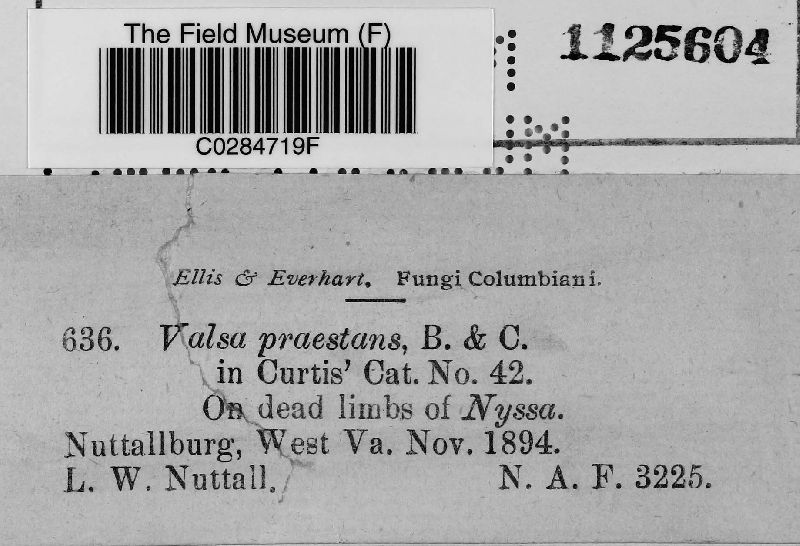 The Field Museum (F)
C0284719F
1125604
Ellis & Everhart. Fungi Columbiani.
636. Valsa praestans, B. & C.
in Curtis' Cat. No. 42.
On dead limbs of Nyssa.
Nuttallburg, West Va. Nov. 1894.
L. W. Nuttall. N. A. F. 3225.